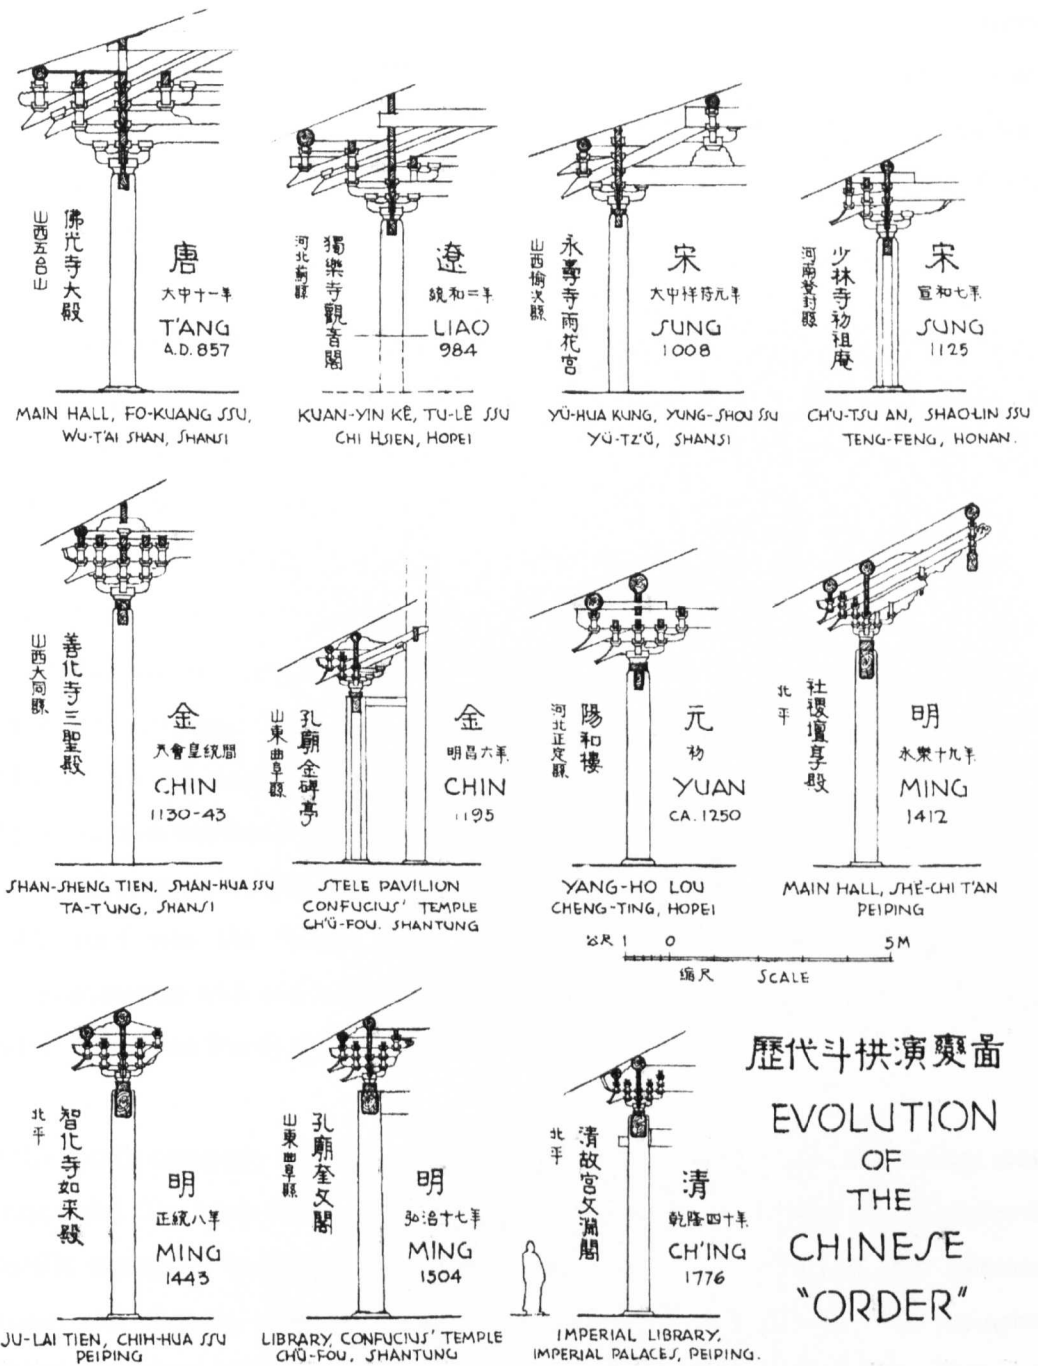 佛光寺大殿
山西五台山
唐
大中十一年
T'ANG
A.D. 857
MAIN HALL, FO-KUANG SSU,
WU-T'AI SHAN, SHANSI
獨樂寺觀音閣
河北薊縣
遼
統和二年
LIAO
984
KUAN-YIN KÊ, TU-LÊ SSU
CHI HSIEN, HOPEI
永壽寺雨花宮
山西榆次縣
宋
大中祥符元年
SUNG
1008
YÜ-HUA KUNG, YUNG-SHOU SSU
YÜ-TZ'Ŭ, SHANSI
少林寺初祖庵
河南登封縣
宋
宣和七年
SUNG
1125
CH'U-TSU AN, SHAO-LIN SSU
TENG-FENG, HONAN.
善化寺三聖殿
山西大同縣
金
天會皇統間
CHIN
1130-43
SHAN-SHENG TIEN, SHAN-HUA SSU
TA-T'UNG, SHANSI
孔廟金碑亭
山東曲阜縣
金
明昌六年
CHIN
1195
STELE PAVILION
CONFUCIUS' TEMPLE
CH'Ü-FOU. SHANTUNG
陽和樓
河北正定縣
元
初
YUAN
CA. 1250
YANG-HO LOU
CHENG-TING, HOPEI
社稷壇享殿
北平
明
永樂十九年
MING
1412
MAIN HALL, SHÊ-CHI T'AN
PEIPING
公尺 1 0 5M
縮尺 SCALE
智化寺如来殿
北平
明
正統八年
MING
1443
JU-LAI TIEN, CHIH-HUA SSU
PEIPING
孔廟奎文閣
山東曲阜縣
明
弘治十七年
MING
1504
LIBRARY, CONFUCIUS' TEMPLE
CHÜ-FOU, SHANTUNG
清故宮文淵閣
北平
清
乾隆四十年
CH'ING
1776
IMPERIAL LIBRARY,
IMPERIAL PALACES, PEIPING.
歷代斗栱演變啚
EVOLUTION
OF
THE
CHINESE
"ORDER"